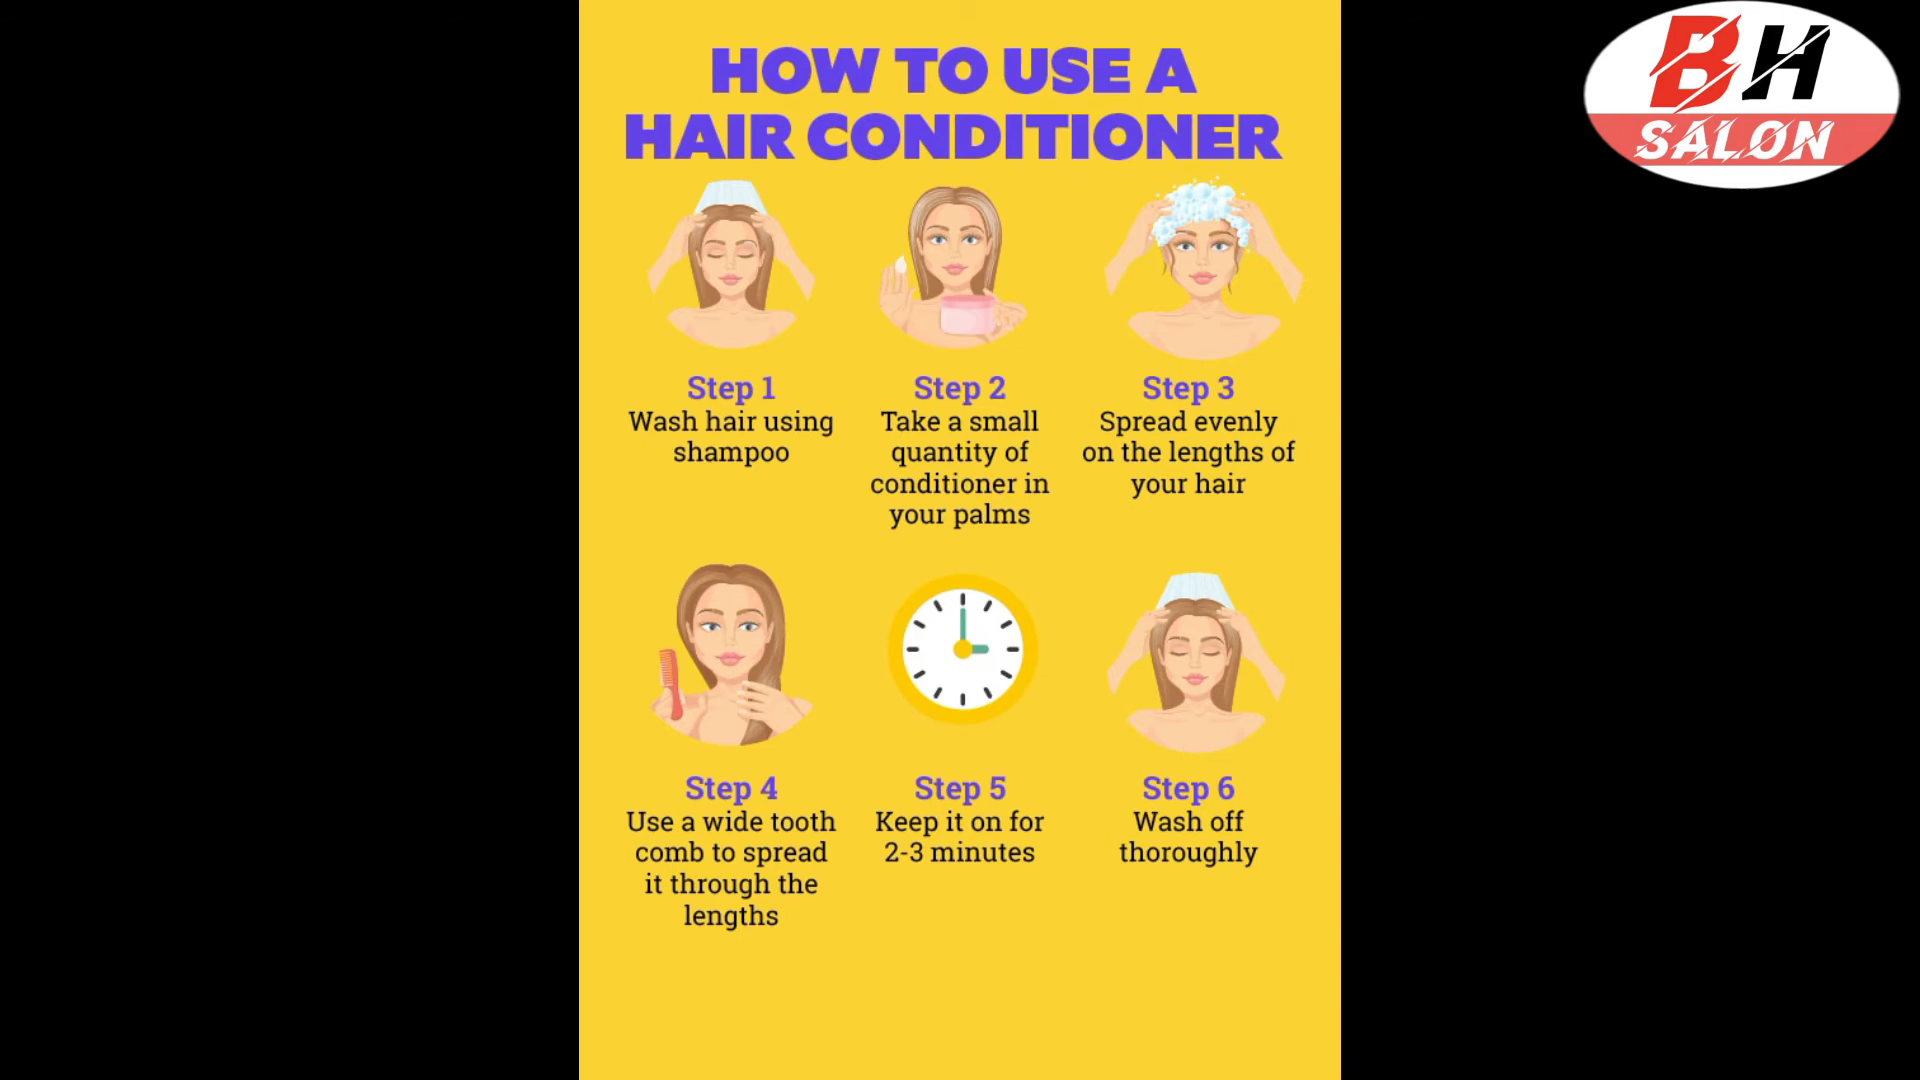 HOW TO USE A
HAIR CONDITIONER
BH
SALON
Step 1
Wash hair using
shampoo
Step 2
Take a small
quantity of
conditioner in
your palms
Step 3
Spread evenly
on the lengths of
your hair
Step 4
Use a wide tooth
comb to spread
it through the
lengths
Step 5
Keep it on for
2-3 minutes
Step 6
Wash off
thoroughly